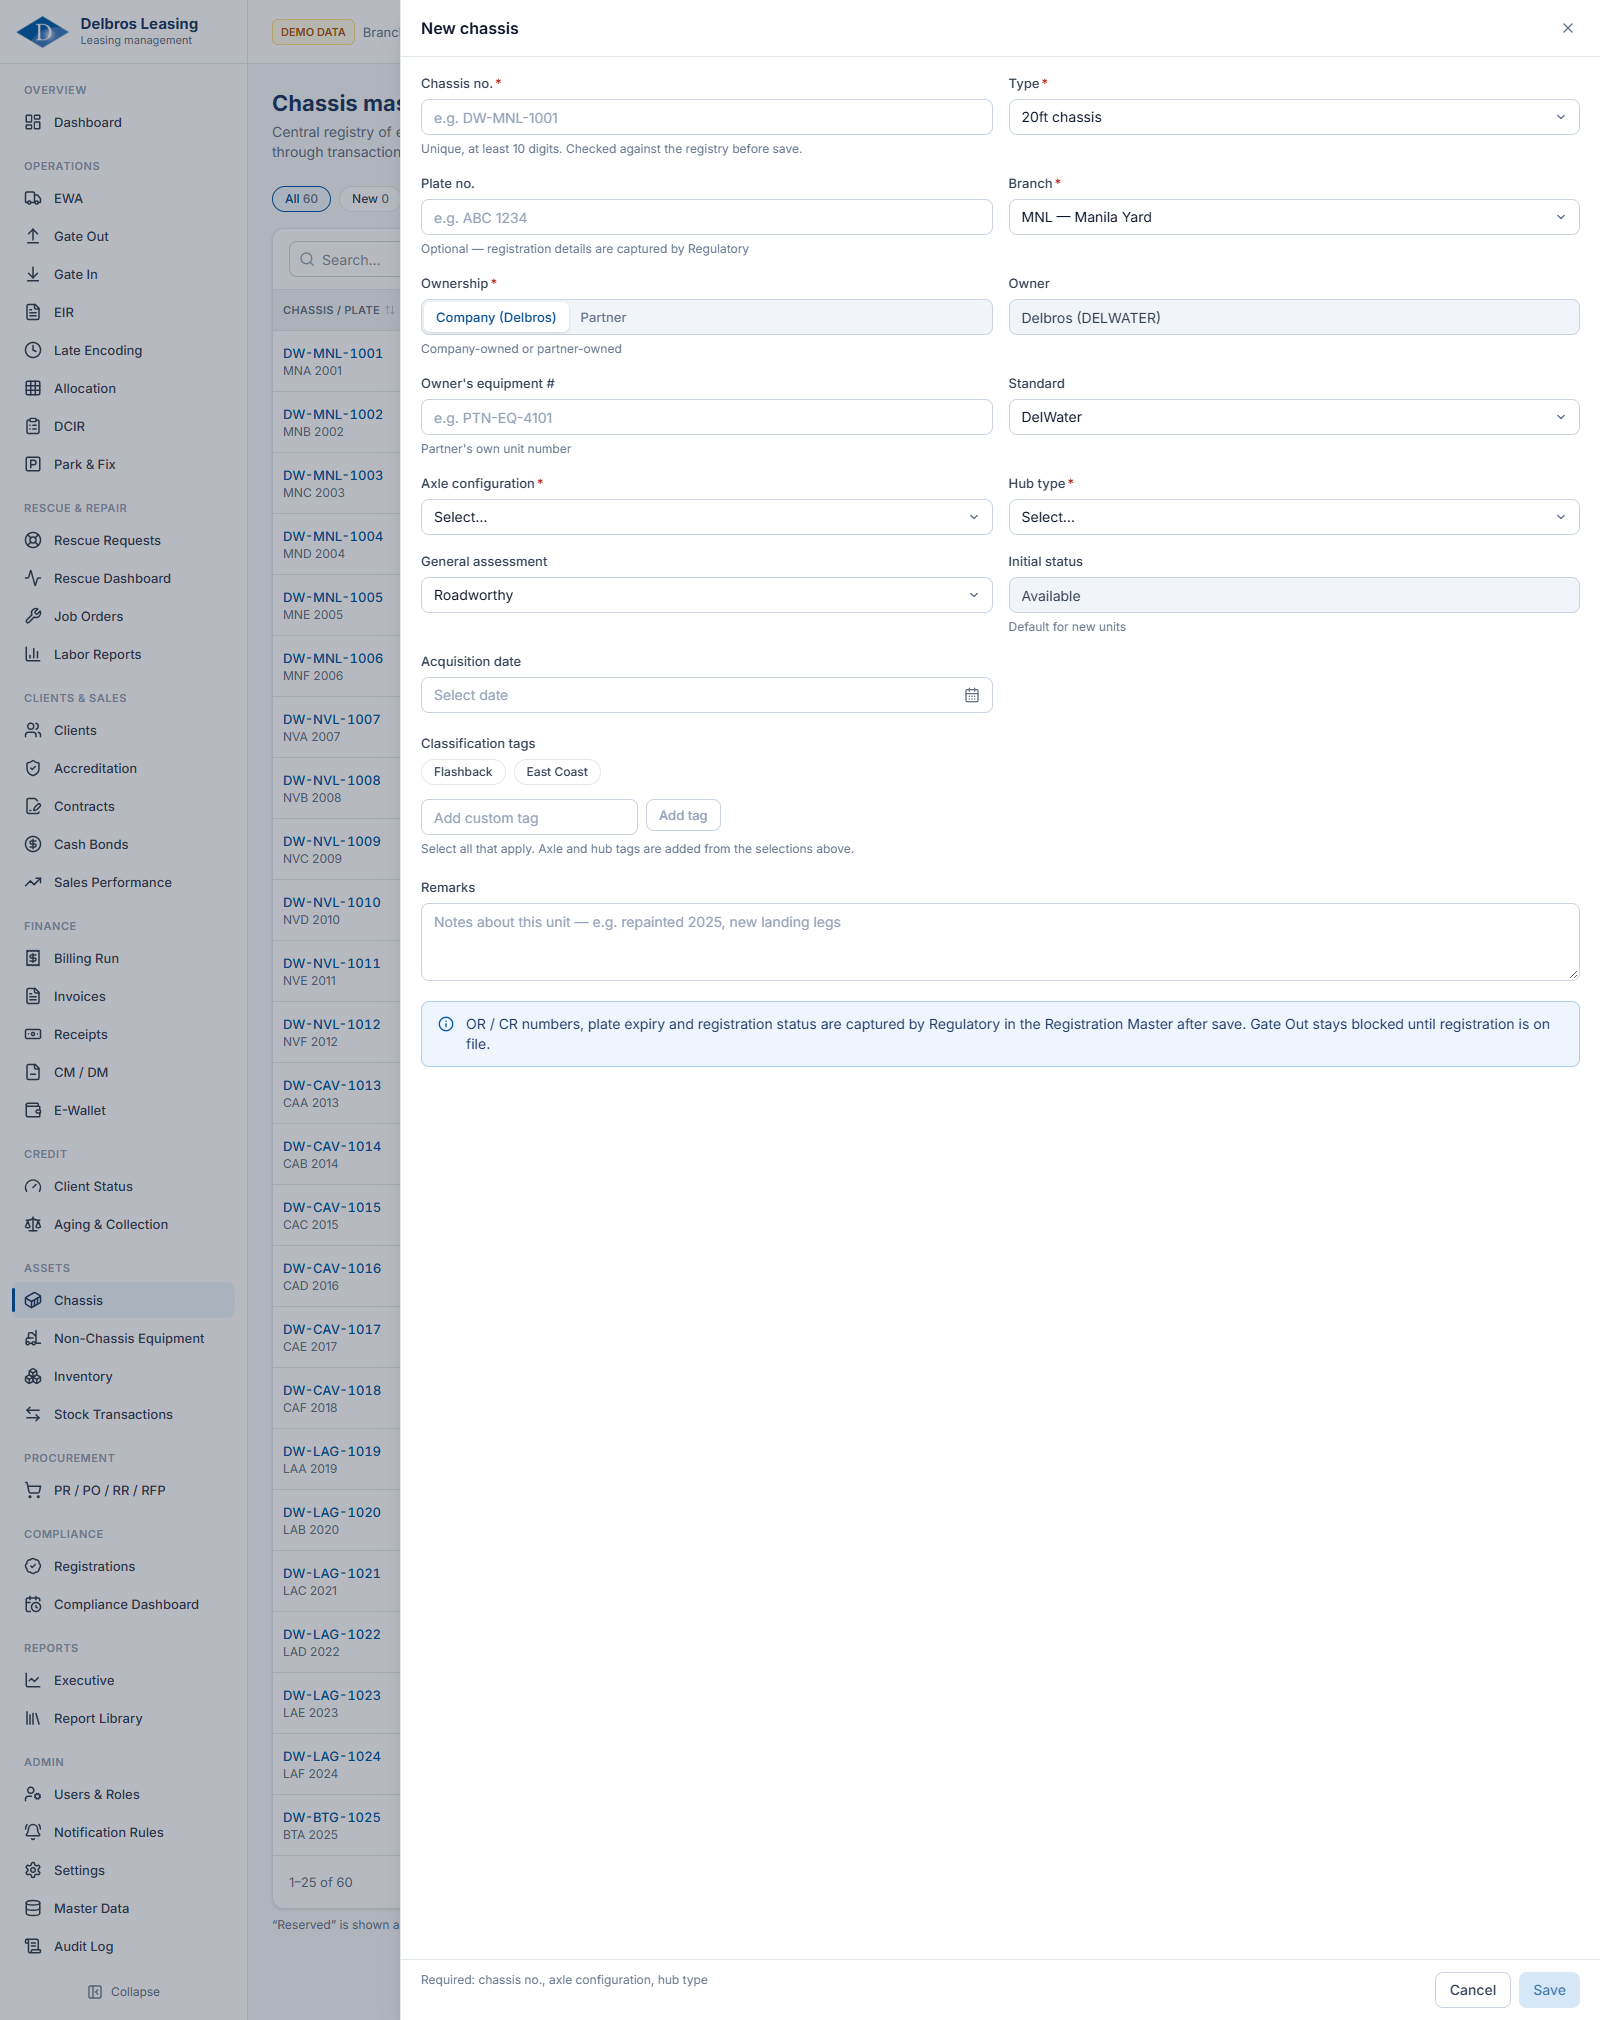 Delbros Leasing
Leasing management
OVERVIEW
Dashboard
OPERATIONS
EWA
Gate Out
Gate In
EIR
Late Encoding
Allocation
DCIR
Park & Fix
RESCUE & REPAIR
Rescue Requests
Rescue Dashboard
Job Orders
Labor Reports
CLIENTS & SALES
Clients
Accreditation
Contracts
Cash Bonds
Sales Performance
FINANCE
Billing Run
Invoices
Receipts
CM / DM
E-Wallet
CREDIT
Client Status
Aging & Collection
ASSETS
Chassis
Non-Chassis Equipment
Inventory
Stock Transactions
PROCUREMENT
PR / PO / RR / RFP
COMPLIANCE
Registrations
Compliance Dashboard
REPORTS
Executive
Report Library
ADMIN
Users & Roles
Notification Rules
Settings
Master Data
Audit Log
Collapse
DEMO DATA
Branc
Chassis mas
Central registry of e
through transaction
All 60
New 0
Search...
CHASSIS / PLATE
DW-MNL-1001
MNA 2001
DW-MNL-1002
MNB 2002
DW-MNL-1003
MNC 2003
DW-MNL-1004
MND 2004
DW-MNL-1005
MNE 2005
DW-MNL-1006
MNF 2006
DW-NVL-1007
NVA 2007
DW-NVL-1008
NVB 2008
DW-NVL-1009
NVC 2009
DW-NVL-1010
NVD 2010
DW-NVL-1011
NVE 2011
DW-NVL-1012
NVF 2012
DW-CAV-1013
CAA 2013
DW-CAV-1014
CAB 2014
DW-CAV-1015
CAC 2015
DW-CAV-1016
CAD 2016
DW-CAV-1017
CAE 2017
DW-CAV-1018
CAF 2018
DW-LAG-1019
LAA 2019
DW-LAG-1020
LAB 2020
DW-LAG-1021
LAC 2021
DW-LAG-1022
LAD 2022
DW-LAG-1023
LAE 2023
DW-LAG-1024
LAF 2024
DW-BTG-1025
BTA 2025
1–25 of 60
“Reserved” is shown a
New chassis
Chassis no. *
e.g. DW-MNL-1001
Unique, at least 10 digits. Checked against the registry before save.
Type *
20ft chassis
Plate no.
e.g. ABC 1234
Optional — registration details are captured by Regulatory
Branch *
MNL — Manila Yard
Ownership *
Company (Delbros)
Partner
Company-owned or partner-owned
Owner
Delbros (DELWATER)
Owner's equipment #
e.g. PTN-EQ-4101
Partner's own unit number
Standard
DelWater
Axle configuration *
Select...
Hub type *
Select...
General assessment
Roadworthy
Initial status
Available
Default for new units
Acquisition date
Select date
Classification tags
Flashback
East Coast
Add custom tag
Add tag
Select all that apply. Axle and hub tags are added from the selections above.
Remarks
Notes about this unit — e.g. repainted 2025, new landing legs
OR / CR numbers, plate expiry and registration status are captured by Regulatory in the Registration Master after save. Gate Out stays blocked until registration is on
file.
Required: chassis no., axle configuration, hub type
Cancel
Save